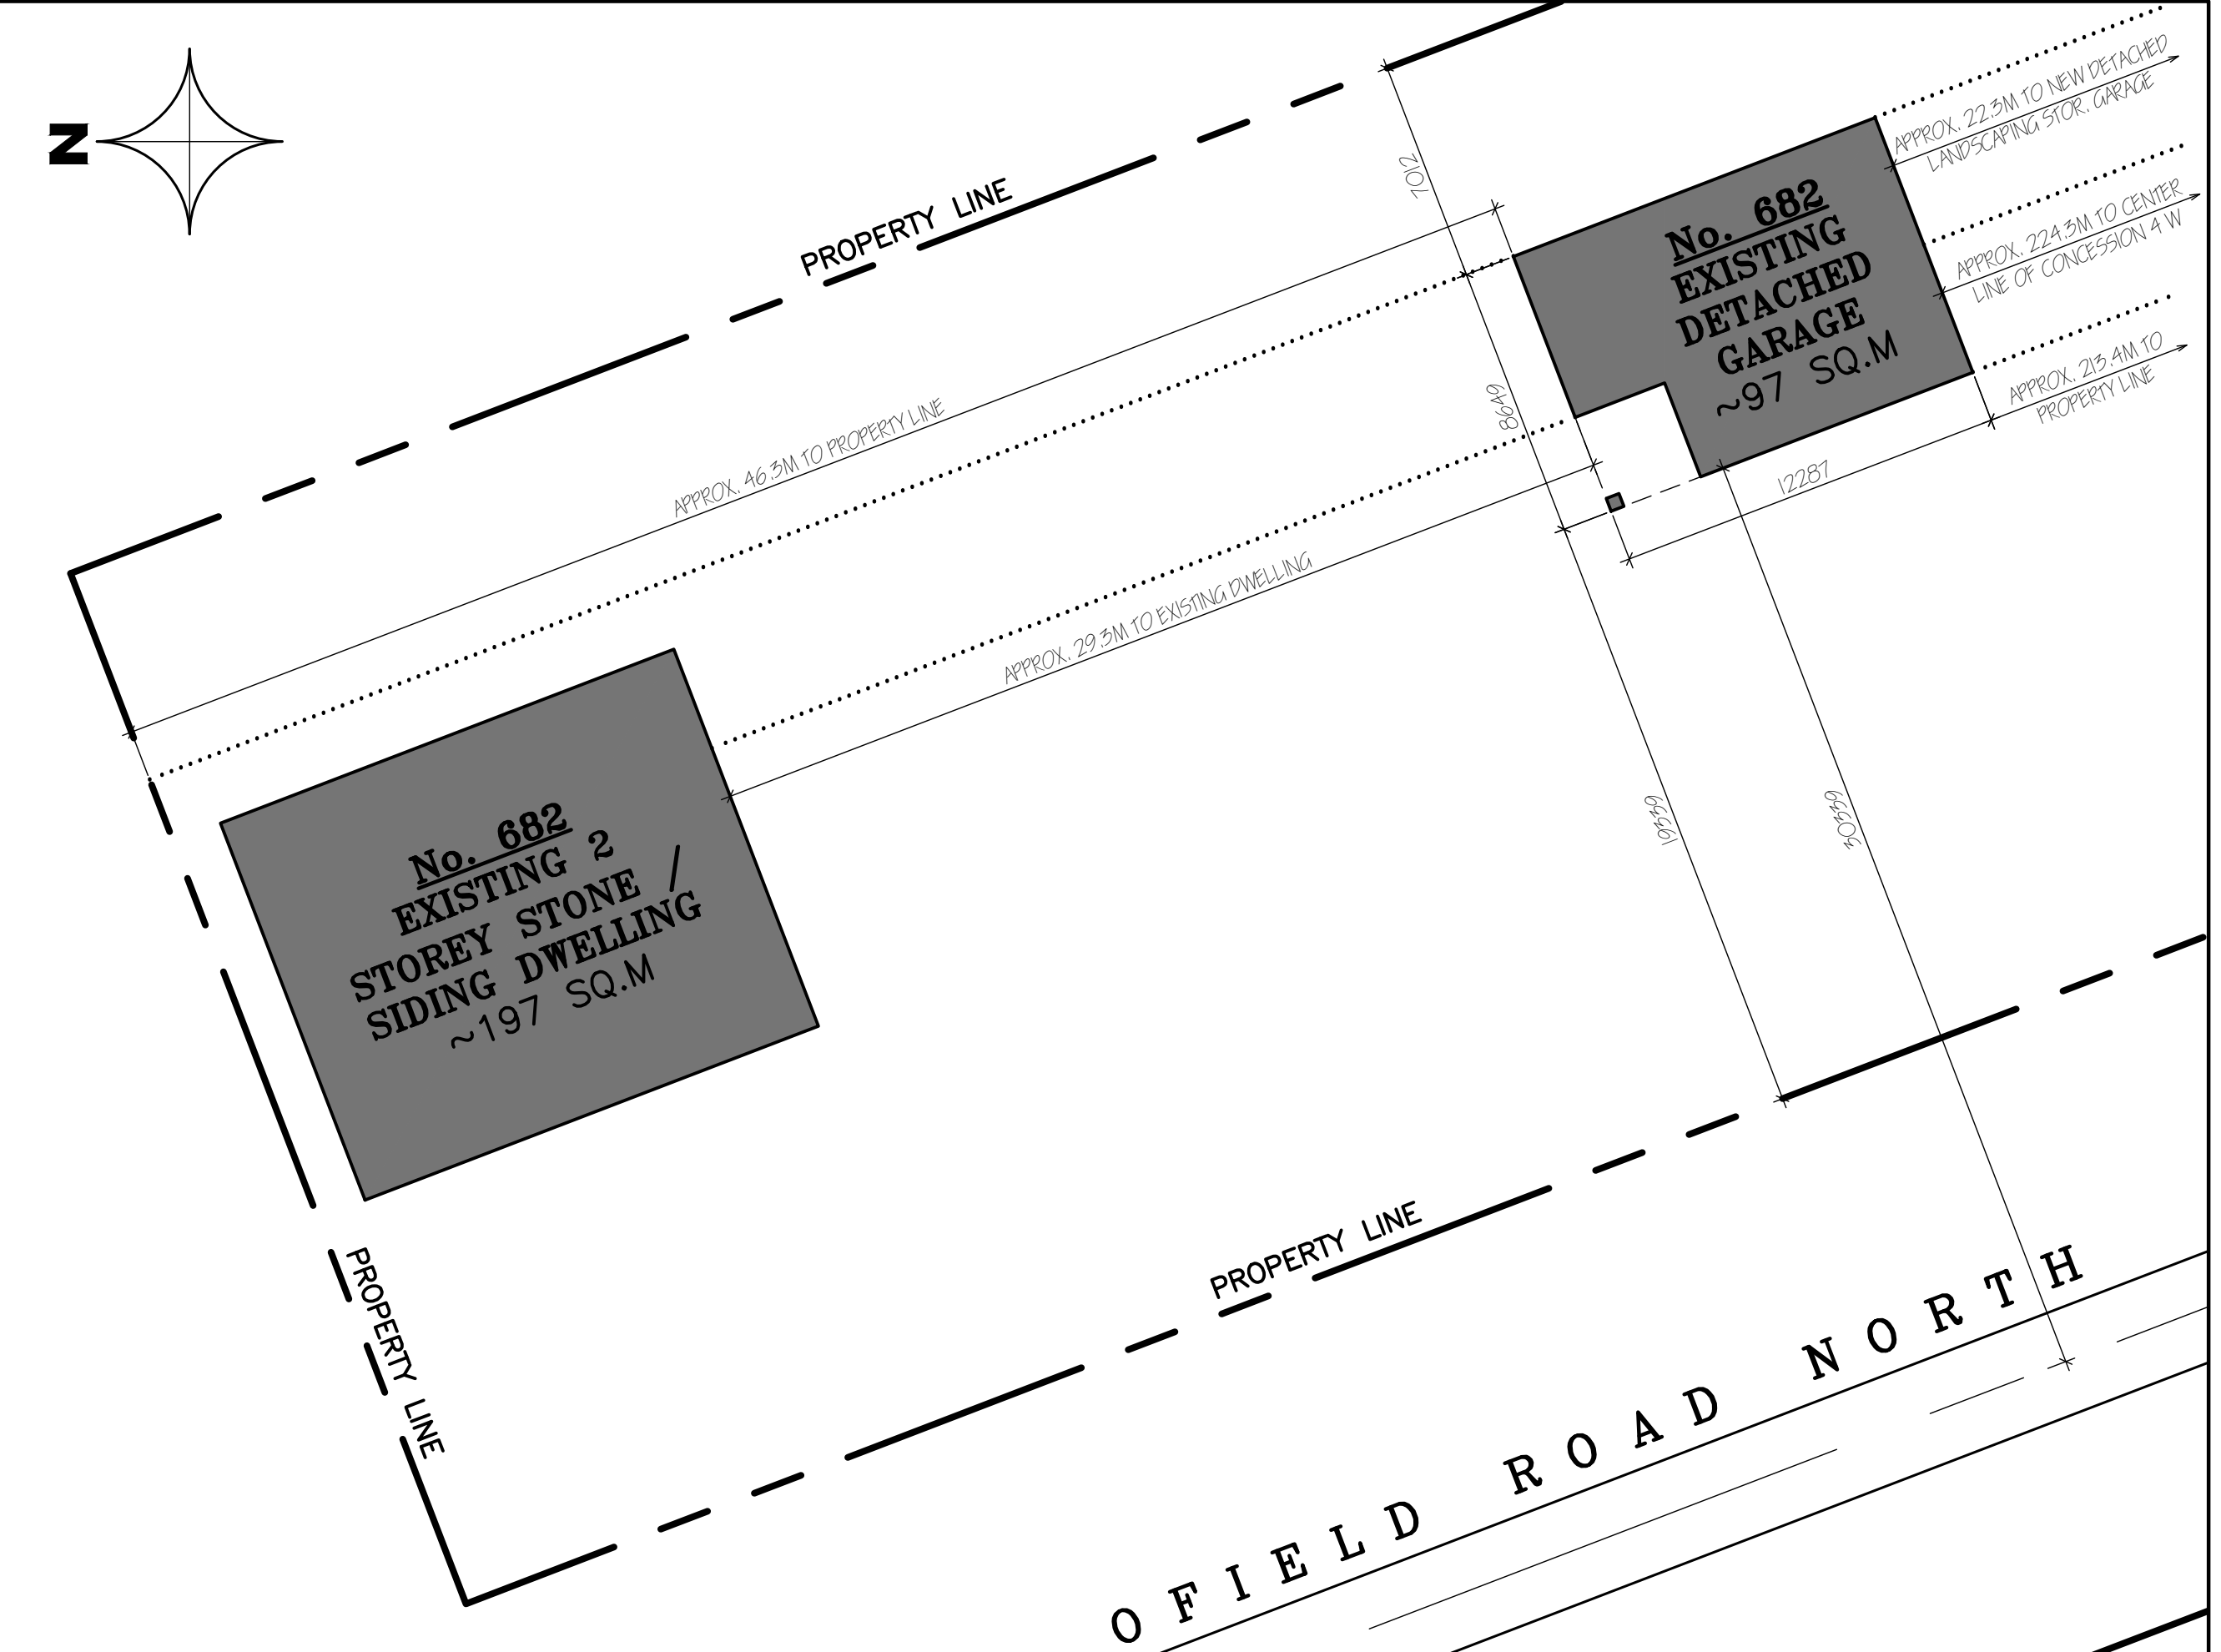 N
PROPERTY LINE
7012
APPROX. 22.3M TO NEW DETACHED
LANDSCAPING STOR. GARAGE
No. 682
EXISTING
DETACHED
GARAGE
~97 SQ.M
APPROX. 224.3M TO CENTER
LINE OF CONCESSION 4 W
APPROX. 213.4M TO
PROPERTY LINE
APPROX. 46.3M TO PROPERTY LINE
8649
12287
APPROX. 29.3M TO EXISTING DWELLING
No. 682
EXISTING 2
STOREY STONE /
SIDING DWELLING
~197 SQ.M
19339
30339
PROPERTY LINE
PROPERTY LINE
OFIELD ROAD NORTH